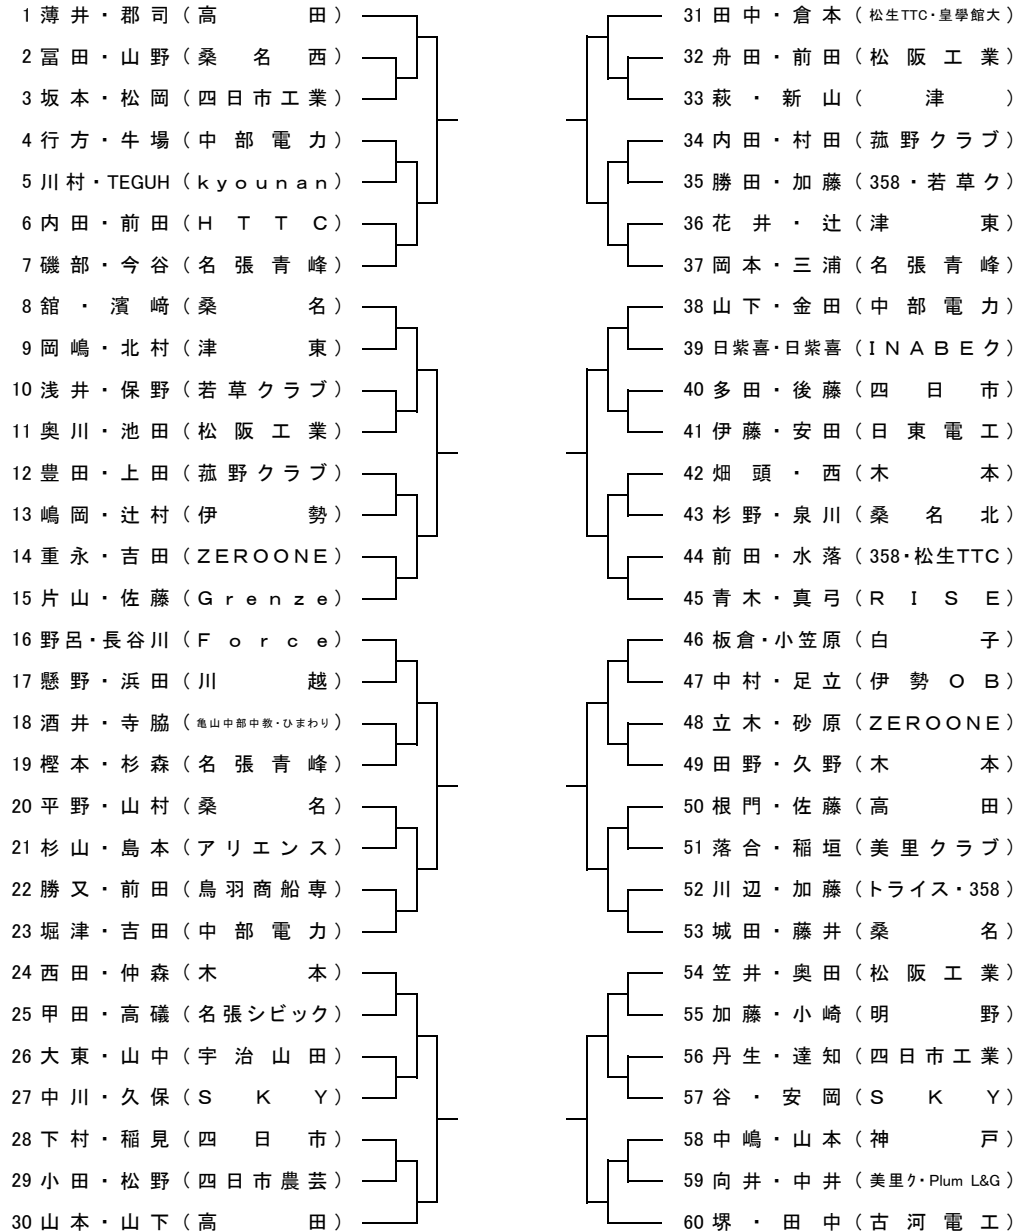 1 薄井・郡司（高田）
2 冨田・山野（桑名西）
3 坂本・松岡（四日市工業）
4 行方・牛場（中部電力）
5 川村・TEGUH（kyounan）
6 内田・前田（HTTC）
7 磯部・今谷（名張青峰）
8 舘・濱﨑（桑名）
9 岡嶋・北村（津東）
10 浅井・保野（若草クラブ）
11 奥川・池田（松阪工業）
12 豊田・上田（菰野クラブ）
13 嶋岡・辻村（伊勢）
14 重永・吉田（ZEROONE）
15 片山・佐藤（Grenze）
16 野呂・長谷川（Force）
17 懸野・浜田（川越）
18 酒井・寺脇（亀山中部中教・ひまわり）
19 樫本・杉森（名張青峰）
20 平野・山村（桑名）
21 杉山・島本（アリエンス）
22 勝又・前田（鳥羽商船専）
23 堀津・吉田（中部電力）
24 西田・仲森（木本）
25 甲田・高礒（名張シビック）
26 大東・山中（宇治山田）
27 中川・久保（SKY）
28 下村・稲見（四日市）
29 小田・松野（四日市農芸）
30 山本・山下（高田）
31 田中・倉本（松生TTC・皇學館大）
32 舟田・前田（松阪工業）
33 萩・新山（津）
34 内田・村田（菰野クラブ）
35 勝田・加藤（358・若草ク）
36 花井・辻（津東）
37 岡本・三浦（名張青峰）
38 山下・金田（中部電力）
39 日紫喜・日紫喜（INABEク）
40 多田・後藤（四日市）
41 伊藤・安田（日東電工）
42 畑頭・西（木本）
43 杉野・泉川（桑名北）
44 前田・水落（358・松生TTC）
45 青木・真弓（RISE）
46 板倉・小笠原（白子）
47 中村・足立（伊勢OB）
48 立木・砂原（ZEROONE）
49 田野・久野（木本）
50 根門・佐藤（高田）
51 落合・稲垣（美里クラブ）
52 川辺・加藤（トライス・358）
53 城田・藤井（桑名）
54 笠井・奥田（松阪工業）
55 加藤・小崎（明野）
56 丹生・達知（四日市工業）
57 谷・安岡（SKY）
58 中嶋・山本（神戸）
59 向井・中井（美里ｸ・Plum L&G）
60 堺・田中（古河電工）